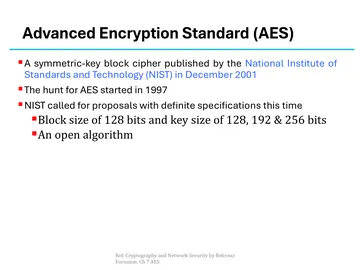 Advanced Encryption Standard (AES)
▪A symmetric-key block cipher published by the National Institute of
Standards and Technology (NIST) in December 2001
▪The hunt for AES started in 1997
▪NIST called for proposals with definite specifications this time
▪Block size of 128 bits and key size of 128, 192 & 256 bits
▪An open algorithm
Ref: Cryptography and Network Security by Behrouz
Forouzan, Ch 7 AES